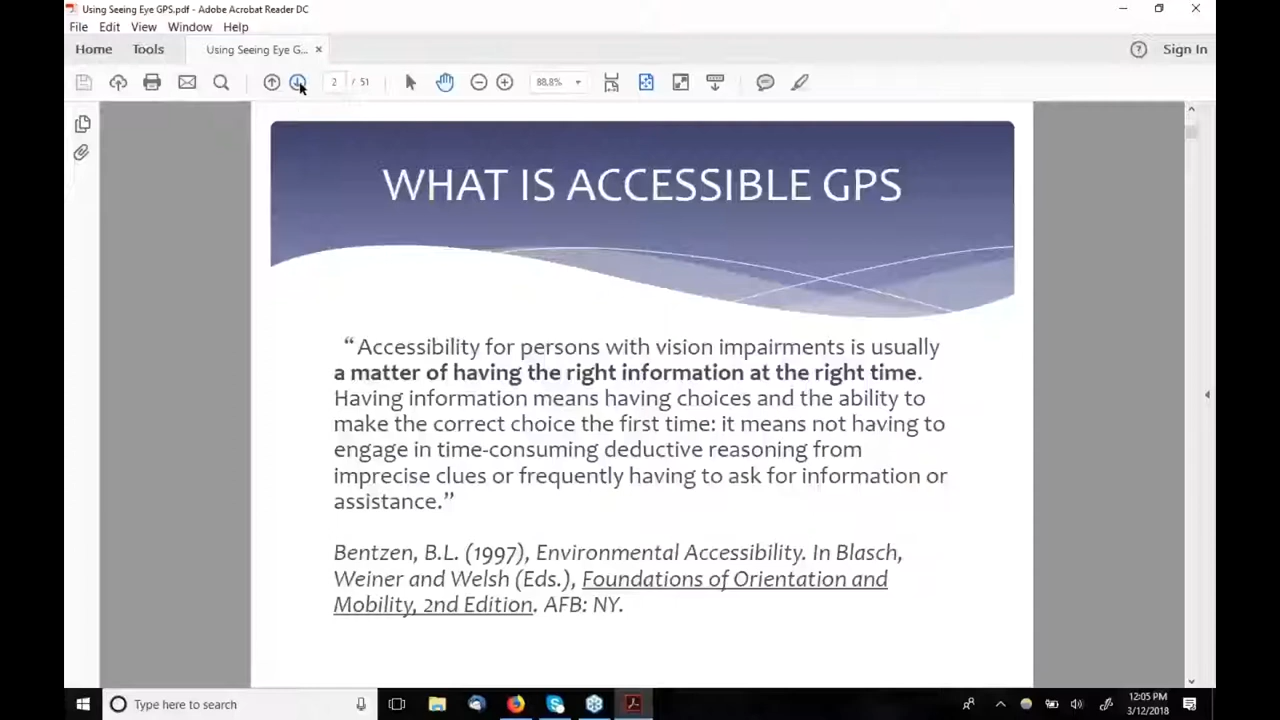 Using Seeing Eye GPS.pdf - Adobe Acrobat Reader DC
File Edit View Window Help
Home Tools Using Seeing Eye G... × Sign In
2 / 51 88.8%
WHAT IS ACCESSIBLE GPS
“Accessibility for persons with vision impairments is usually
a matter of having the right information at the right time.
Having information means having choices and the ability to
make the correct choice the first time: it means not having to
engage in time-consuming deductive reasoning from
imprecise clues or frequently having to ask for information or
assistance.”
Bentzen, B.L. (1997), Environmental Accessibility. In Blasch,
Weiner and Welsh (Eds.), Foundations of Orientation and
Mobility, 2nd Edition. AFB: NY.
Type here to search
12:05 PM
3/12/2018